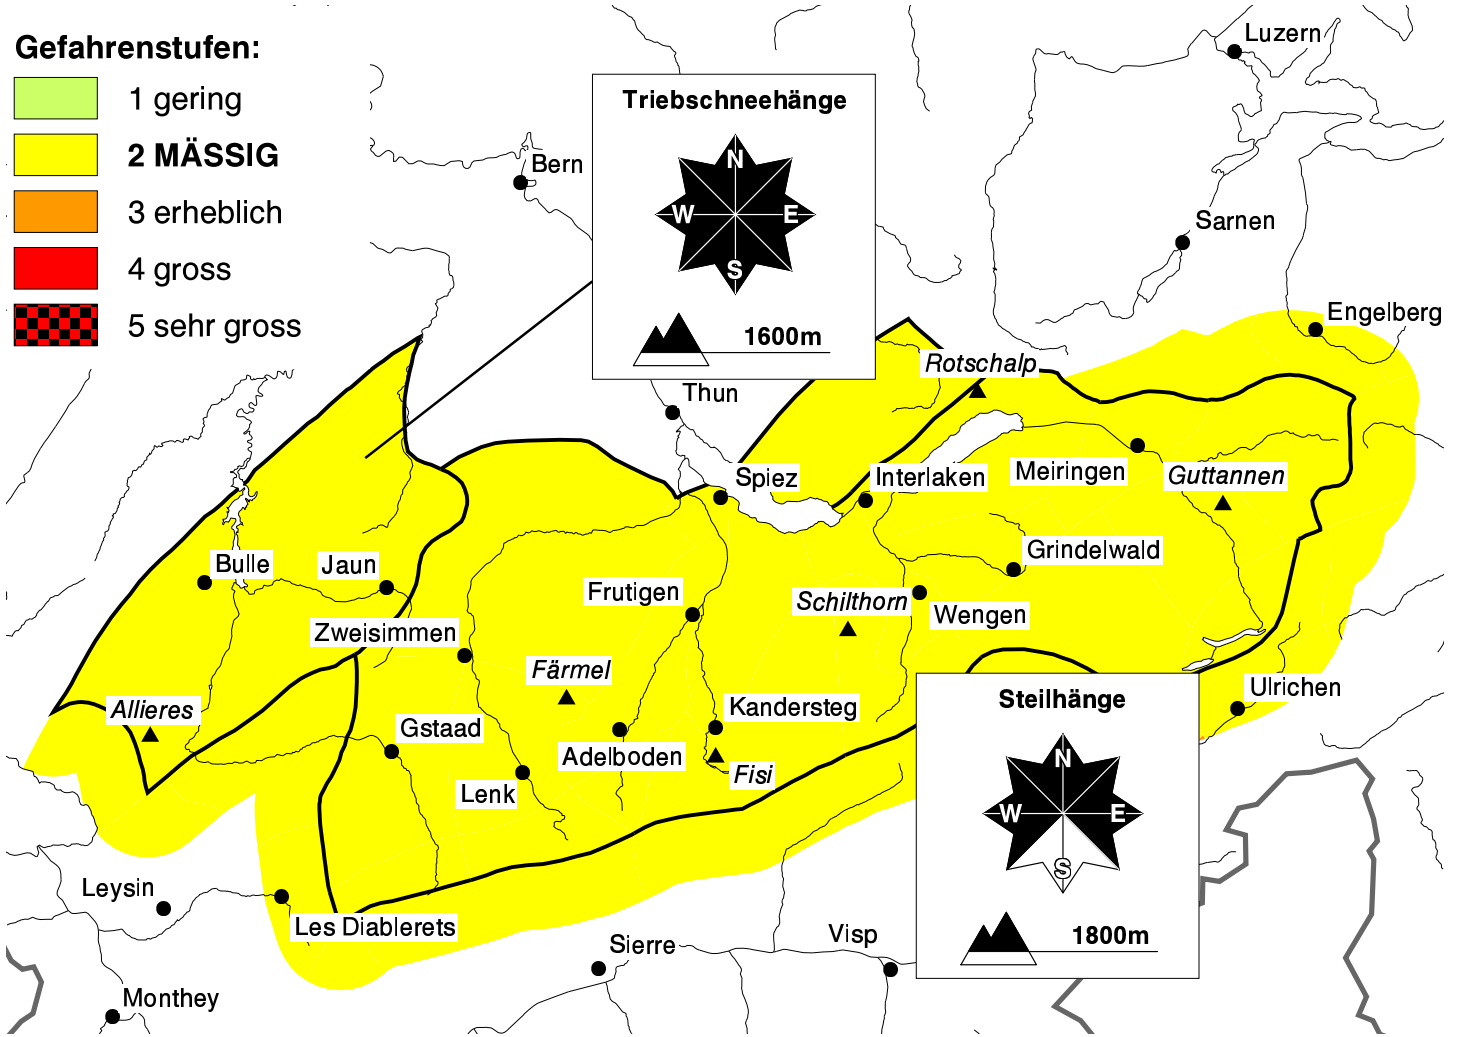 Gefahrenstufen:
1 gering
2 MÄSSIG
3 erheblich
4 gross
5 sehr gross
Luzern
Bern
Triebschneehänge
N
W E
S
1600m
Sarnen
Engelberg
Rotschalp
Thun
Spiez
Interlaken
Meiringen
Guttannen
Bulle
Jaun
Grindelwald
Frutigen
Schilthorn
Wengen
Zweisimmen
Färmel
Allieres
Gstaad
Kandersteg
Adelboden
Fisi
Lenk
Ulrichen
Steilhänge
N
W E
S
1800m
Leysin
Les Diablerets
Sierre
Visp
Monthey